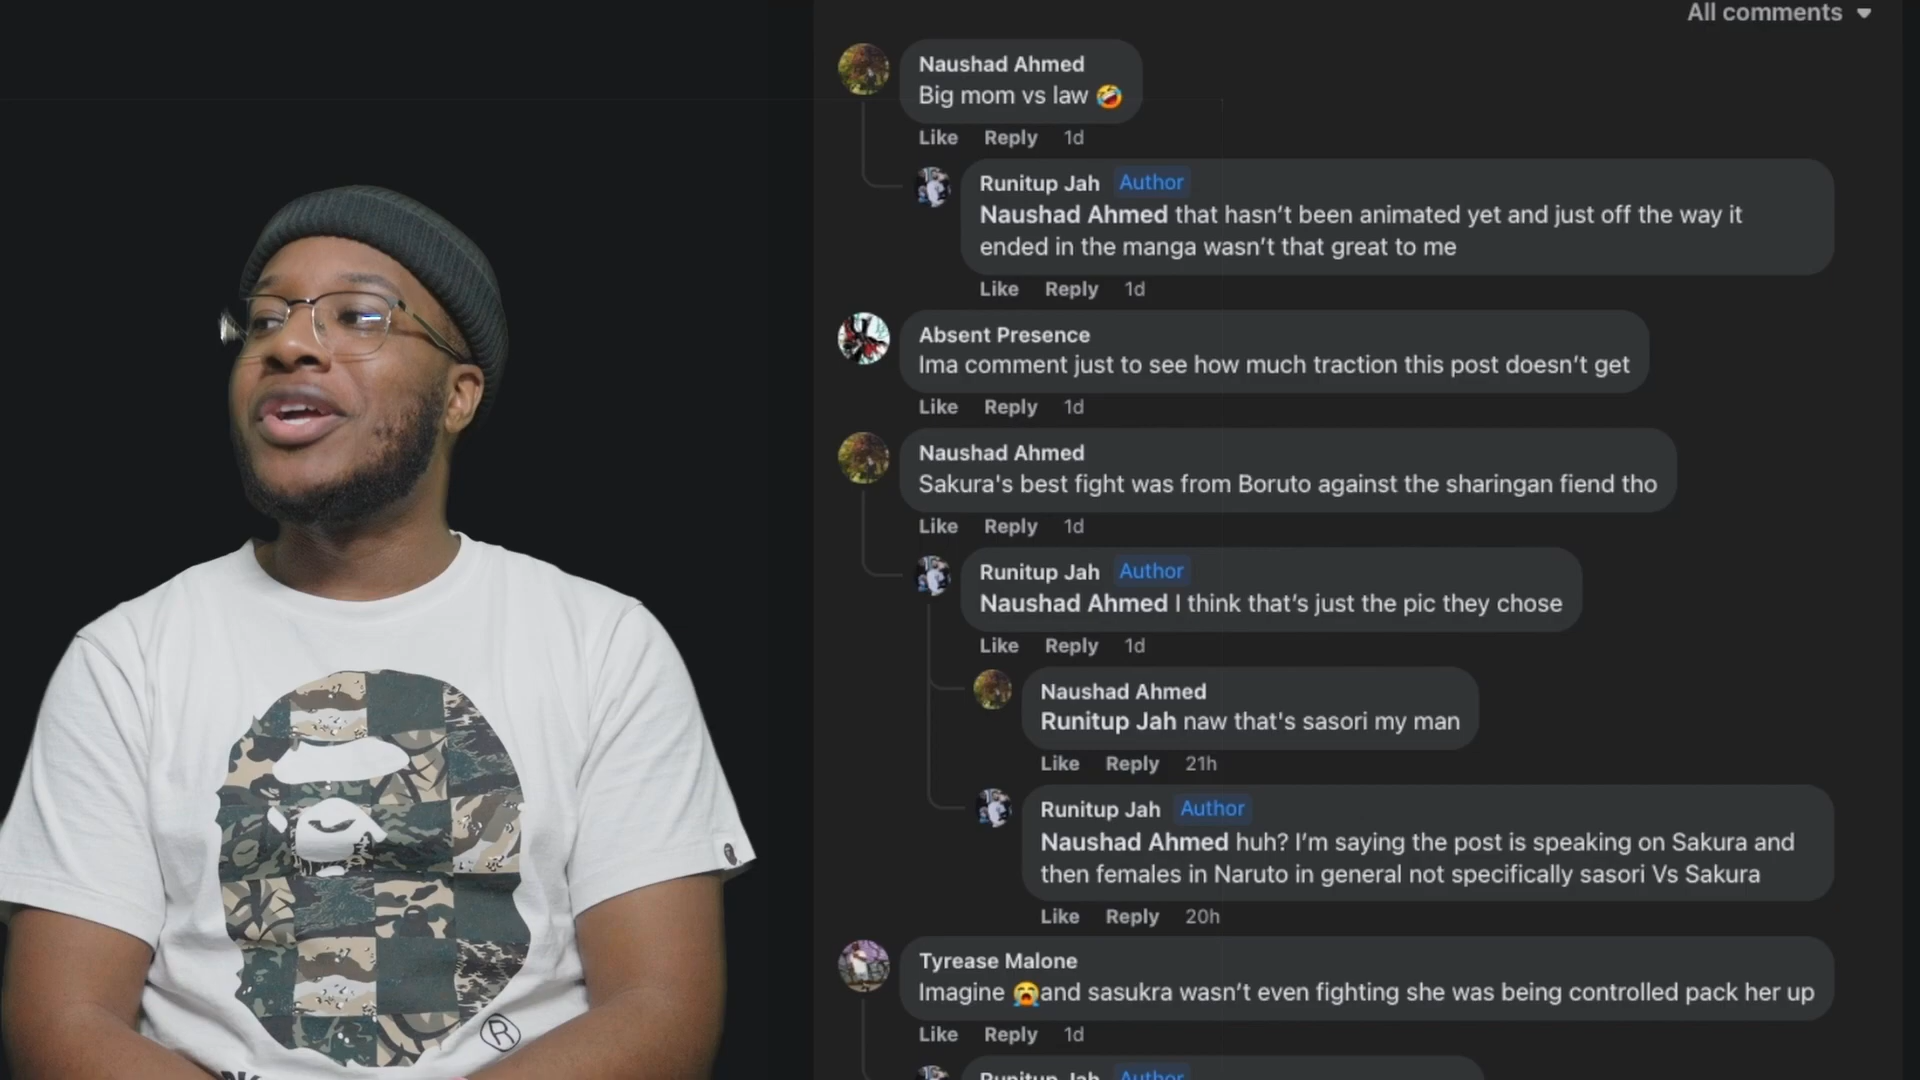 All comments
Naushad Ahmed
Big mom vs law 🤣
Like Reply 1d
Runitup Jah Author
Naushad Ahmed that hasn’t been animated yet and just off the way it
ended in the manga wasn’t that great to me
Like Reply 1d
Absent Presence
Ima comment just to see how much traction this post doesn’t get
Like Reply 1d
Naushad Ahmed
Sakura's best fight was from Boruto against the sharingan fiend tho
Like Reply 1d
Runitup Jah Author
Naushad Ahmed I think that’s just the pic they chose
Like Reply 1d
Naushad Ahmed
Runitup Jah naw that's sasori my man
Like Reply 21h
Runitup Jah Author
Naushad Ahmed huh? I’m saying the post is speaking on Sakura and
then females in Naruto in general not specifically sasori Vs Sakura
Like Reply 20h
Tyrease Malone
Imagine 😭and sasukra wasn’t even fighting she was being controlled pack her up
Like Reply 1d
Runitup Jah Author
®